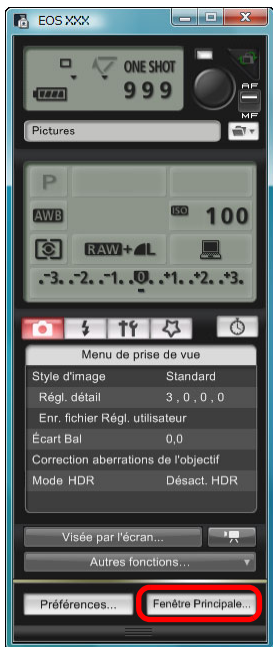 EOS XXX
ONE SHOT
999
AF
MF
Pictures
P
AWB
ISO 100
RAW+L
-3..-2..-1..0..+1..+2..+3.
Menu de prise de vue
Style d'image Standard
Régl. détail 3 , 0 , 0 , 0
Enr. fichier Régl. utilisateur
Écart Bal 0,0
Correction aberrations de l'objectif
Mode HDR Désact. HDR
Visée par l'écran...
Autres fonctions...
Préférences... Fenêtre Principale...